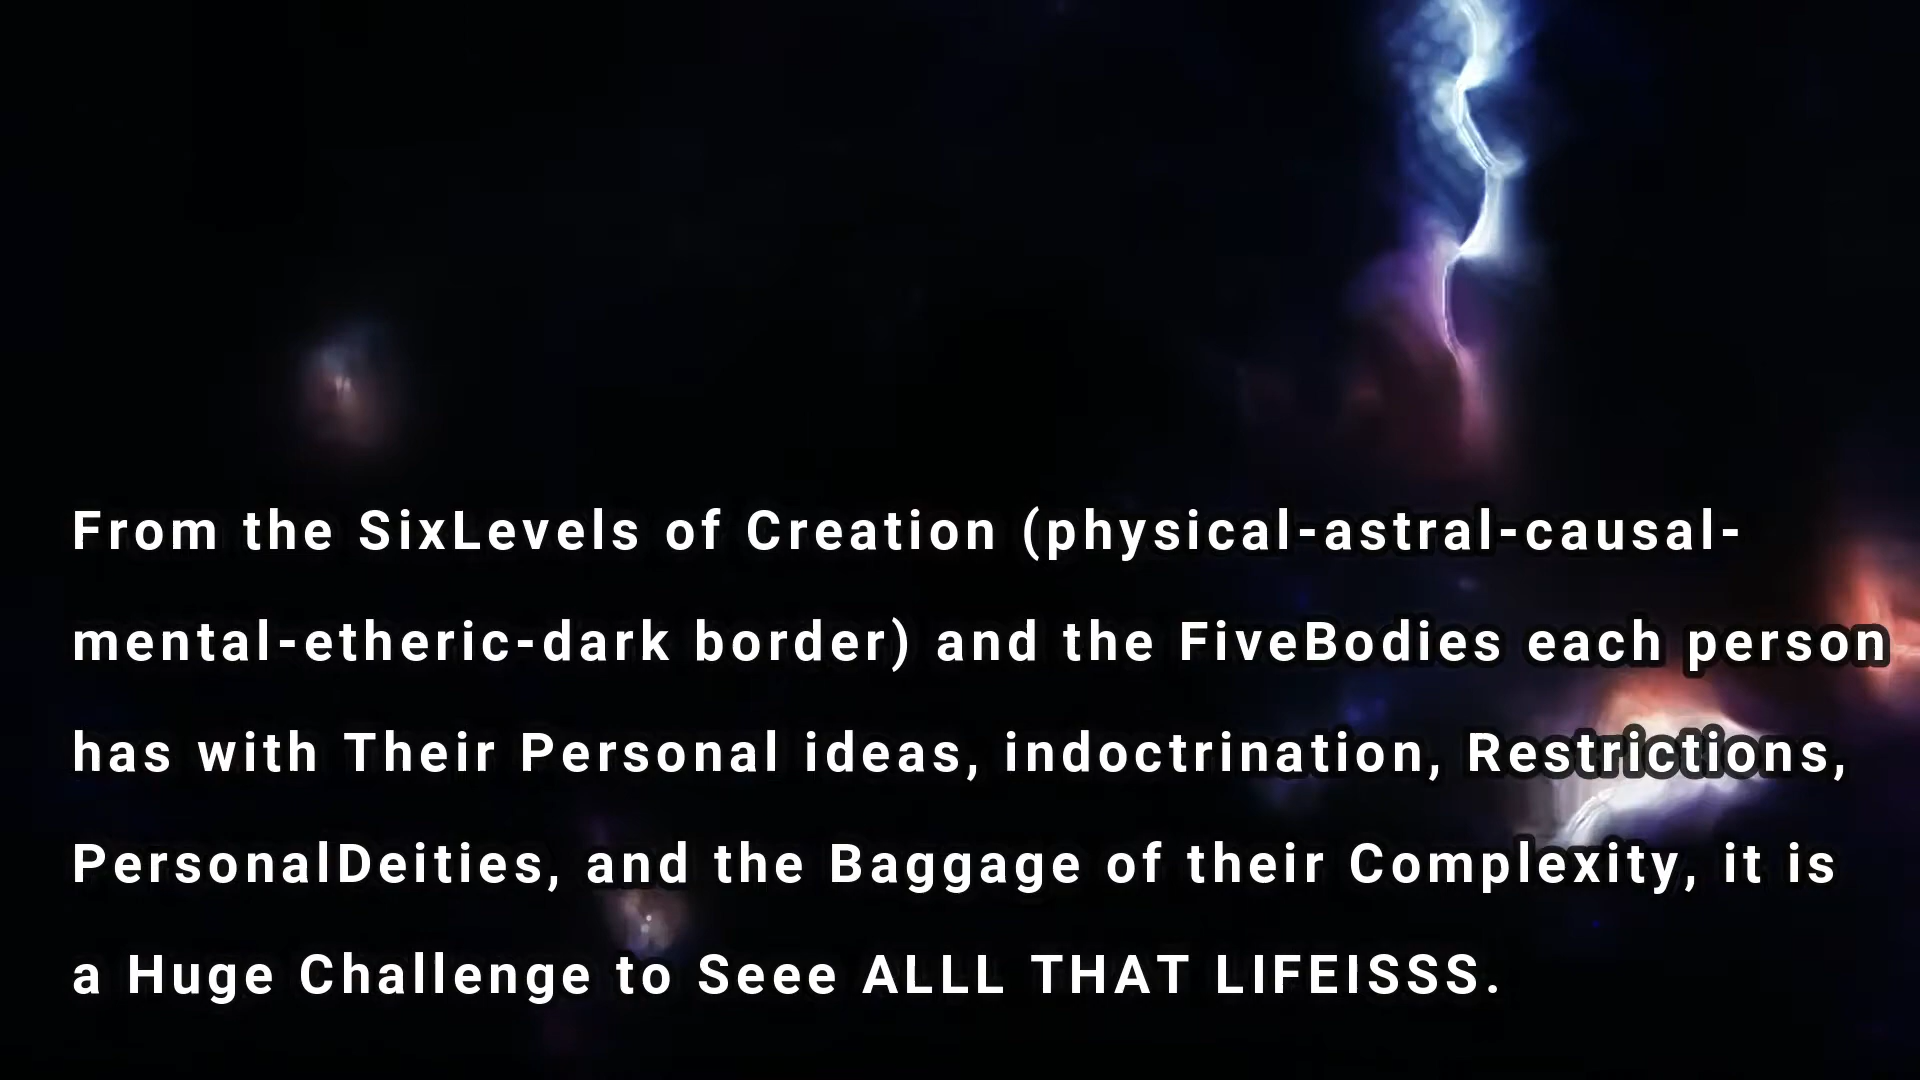 From the SixLevels of Creation (physical-astral-causal-
mental-etheric-dark border) and the FiveBodies each person
has with Their Personal ideas, indoctrination, Restrictions,
PersonalDeities, and the Baggage of their Complexity, it is
a Huge Challenge to Seee ALLL THAT LIFEISSS.